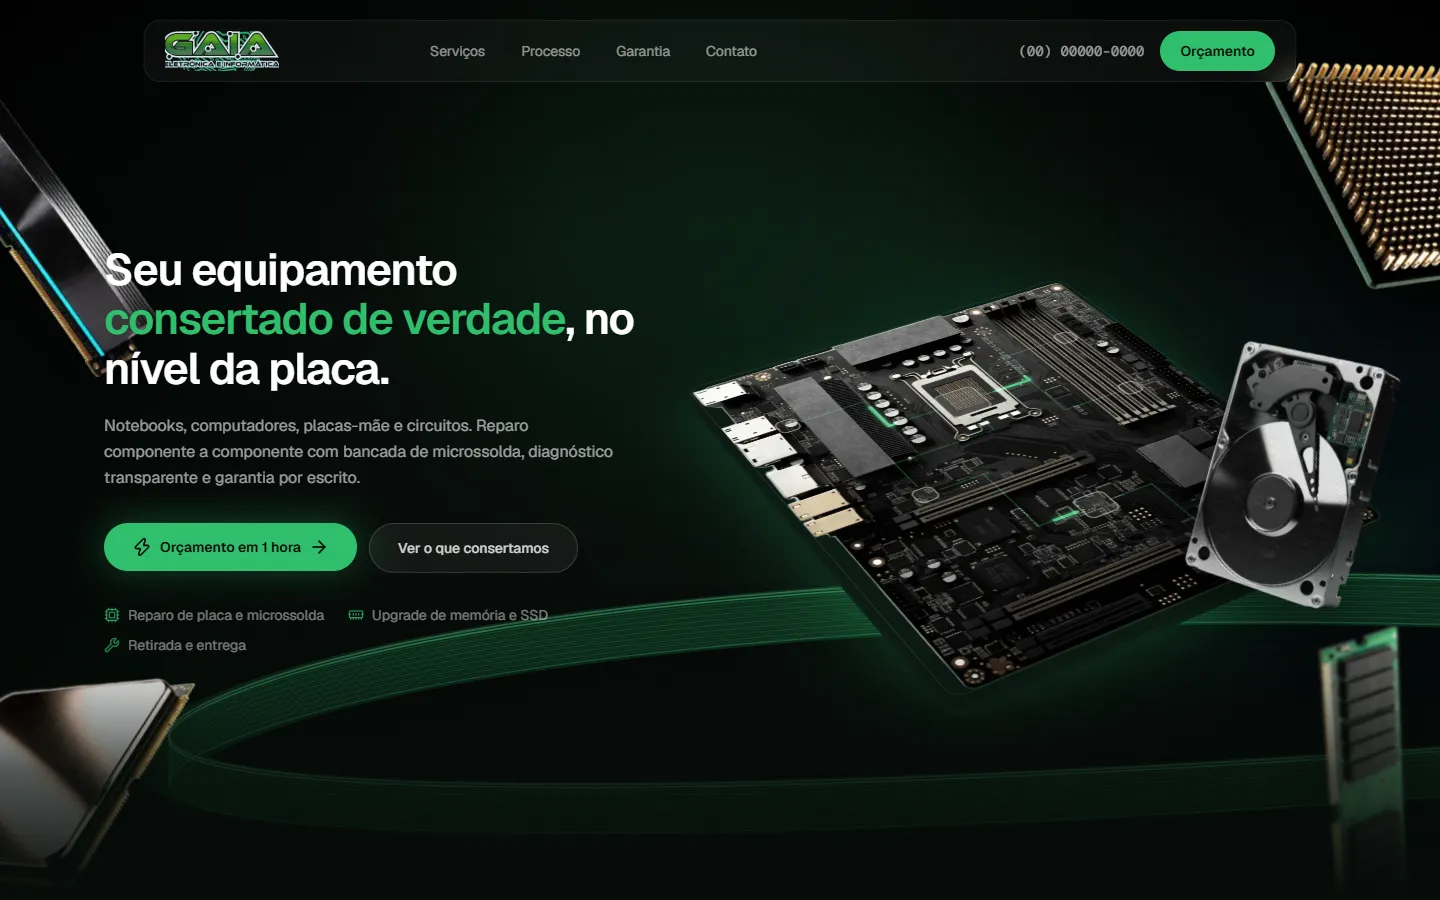 GAIA
ELETRÔNICA E INFORMÁTICA
Serviços
Processo
Garantia
Contato
(00) 00000-0000
Orçamento
Seu equipamento
consertado de verdade, no
nível da placa.
Notebooks, computadores, placas-mãe e circuitos. Reparo
componente a componente com bancada de microssolda, diagnóstico
transparente e garantia por escrito.
Orçamento em 1 hora
Ver o que consertamos
Reparo de placa e microssolda
Upgrade de memória e SSD
Retirada e entrega